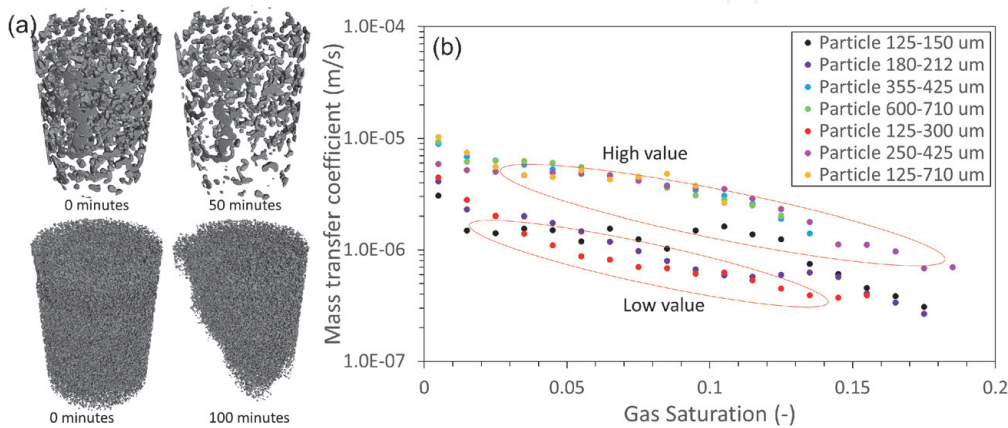 (a)
0 minutes
50 minutes
0 minutes
100 minutes
(b)
Mass transfer coefficient (m/s)
1.0E-04
1.0E-05
1.0E-06
1.0E-07
0
0.05
0.1
0.15
0.2
Gas Saturation (-)
High value
Low value
Particle 125-150 um
Particle 180-212 um
Particle 355-425 um
Particle 600-710 um
Particle 125-300 um
Particle 250-425 um
Particle 125-710 um